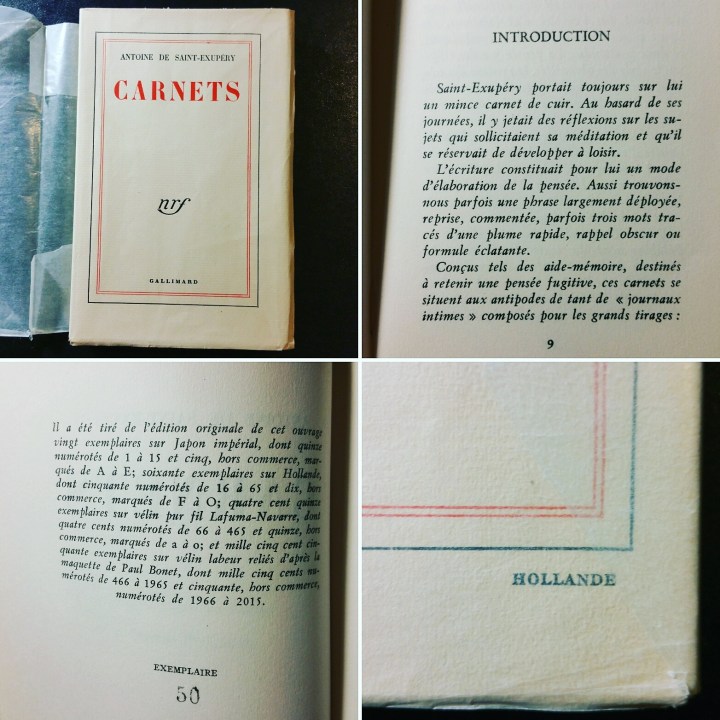 ANTOINE DE SAINT-EXUPÉRY
CARNETS
nrf
GALLIMARD
INTRODUCTION
Saint-Exupéry portait toujours sur lui
un mince carnet de cuir. Au hasard de ses
journées, il y jetait des réflexions sur les su-
jets qui sollicitaient sa méditation et qu'il
se réservait de développer à loisir.
L'écriture constituait pour lui un mode
d'élaboration de la pensée. Aussi trouvons-
nous parfois une phrase largement déployée,
reprise, commentée, parfois trois mots tra-
cés d'une plume rapide, rappel obscur ou
formule éclatante.
Conçus tels des aide-mémoire, destinés
à retenir une pensée fugitive, ces carnets se
situent aux antipodes de tant de « journaux
intimes » composés pour les grands tirages :
9
Il a été tiré de l'édition originale de cet ouvrage
vingt exemplaires sur Japon impérial, dont quinze
numérotés de 1 à 15 et cinq, hors commerce, mar-
qués de A à E; soixante exemplaires sur Hollande,
dont cinquante numérotés de 16 à 65 et dix, hors
commerce, marqués de F à O; quatre cent quinze
exemplaires sur vélin pur fil Lafuma-Navarre, dont
quatre cents numérotés de 66 à 465 et quinze, hors
commerce, marqués de a à o; et mille cinq cent cin-
quante exemplaires sur vélin labeur reliés d'après la
maquette de Paul Bonet, dont mille cinq cents nu-
mérotés de 466 à 1965 et cinquante, hors commerce,
numérotés de 1966 à 2015.
EXEMPLAIRE
50
HOLLANDE